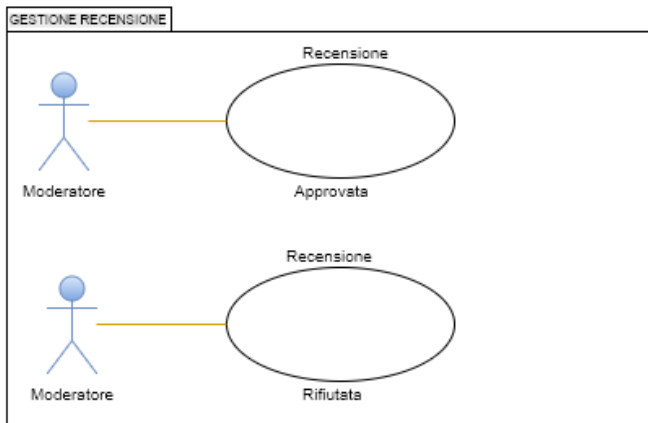 GESTIONE RECENSIONE
Recensione
Moderatore
Approvata
Recensione
Moderatore
Rifiutata